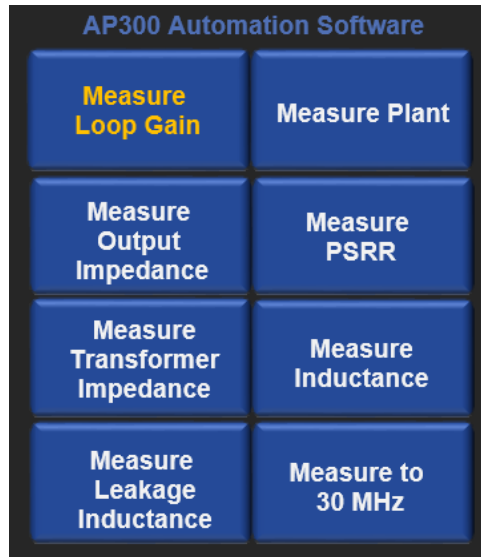 AP300 Automation Software
Measure
Loop Gain
Measure Plant
Measure
Output
Impedance
Measure
PSRR
Measure
Transformer
Impedance
Measure
Inductance
Measure
Leakage
Inductance
Measure to
30 MHz